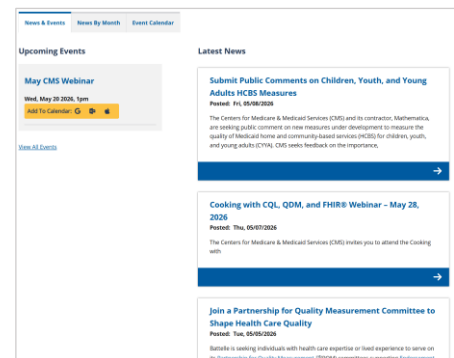 News & Events
News By Month
Event Calendar
Upcoming Events
May CMS Webinar
Wed, May 20 2026, 1pm
Add To Calendar:
View All Events
Latest News
Submit Public Comments on Children, Youth, and Young
Adults HCBS Measures
Posted: Fri, 05/08/2026
The Centers for Medicare & Medicaid Services (CMS) and its contractor, Mathematica,
are seeking public comment on new measures under development to measure the
quality of Medicaid home and community-based services (HCBS) for children, youth,
and young adults (CYYA). CMS seeks feedback on the importance,
Cooking with CQL, QDM, and FHIR® Webinar – May 28,
2026
Posted: Thu, 05/07/2026
The Centers for Medicare & Medicaid Services (CMS) invites you to attend the Cooking
with
Join a Partnership for Quality Measurement Committee to
Shape Health Care Quality
Posted: Tue, 05/05/2026
Battelle is seeking individuals with health care expertise or lived experience to serve on